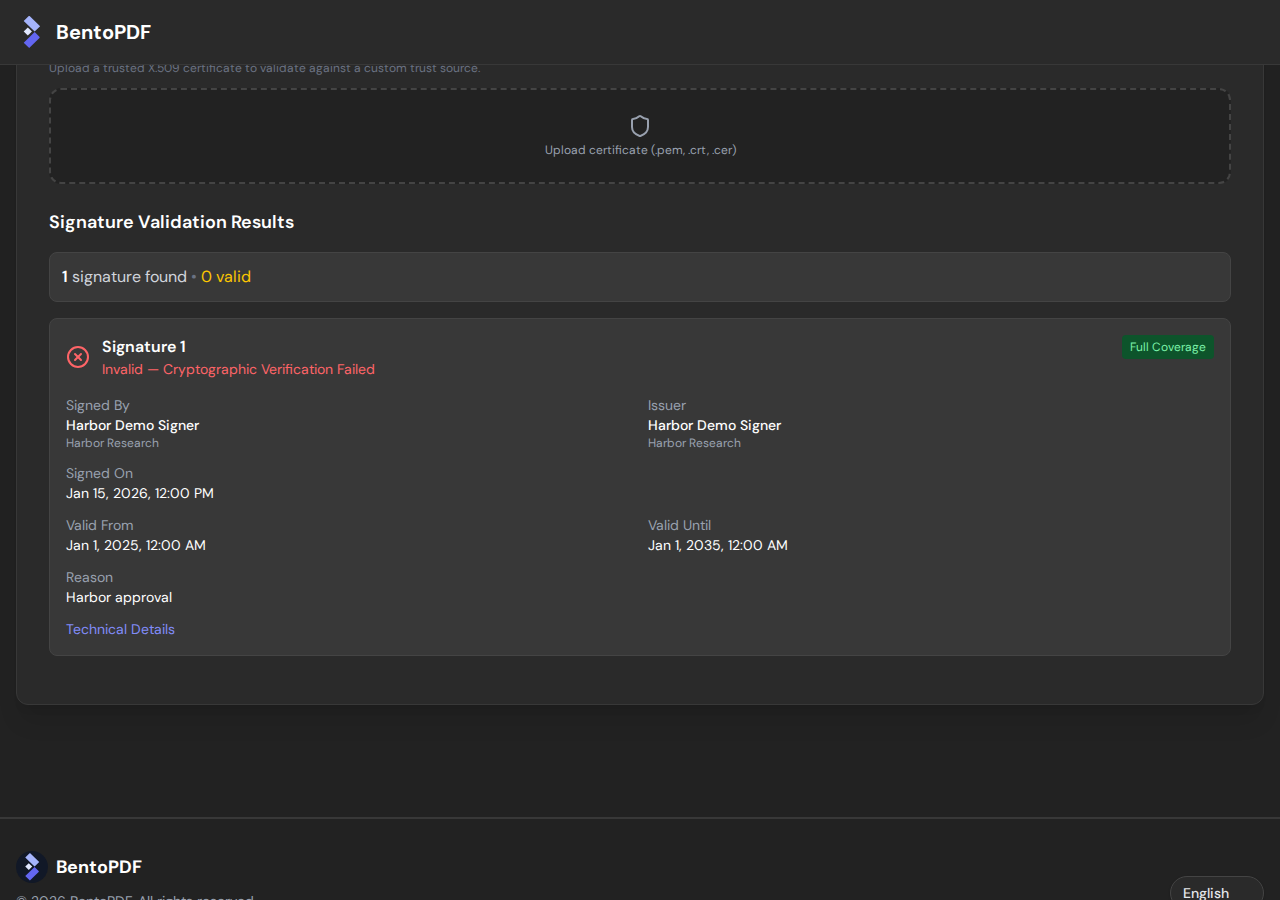 BentoPDF
Upload a trusted X.509 certificate to validate against a custom trust source.
Upload certificate (.pem, .crt, .cer)
Signature Validation Results
1 signature found • 0 valid
Signature 1
Full Coverage
Invalid — Cryptographic Verification Failed
Signed By
Harbor Demo Signer
Harbor Research
Issuer
Harbor Demo Signer
Harbor Research
Signed On
Jan 15, 2026, 12:00 PM
Valid From
Jan 1, 2025, 12:00 AM
Valid Until
Jan 1, 2035, 12:00 AM
Reason
Harbor approval
Technical Details
BentoPDF
© 2026 BentoPDF. All rights reserved.
English